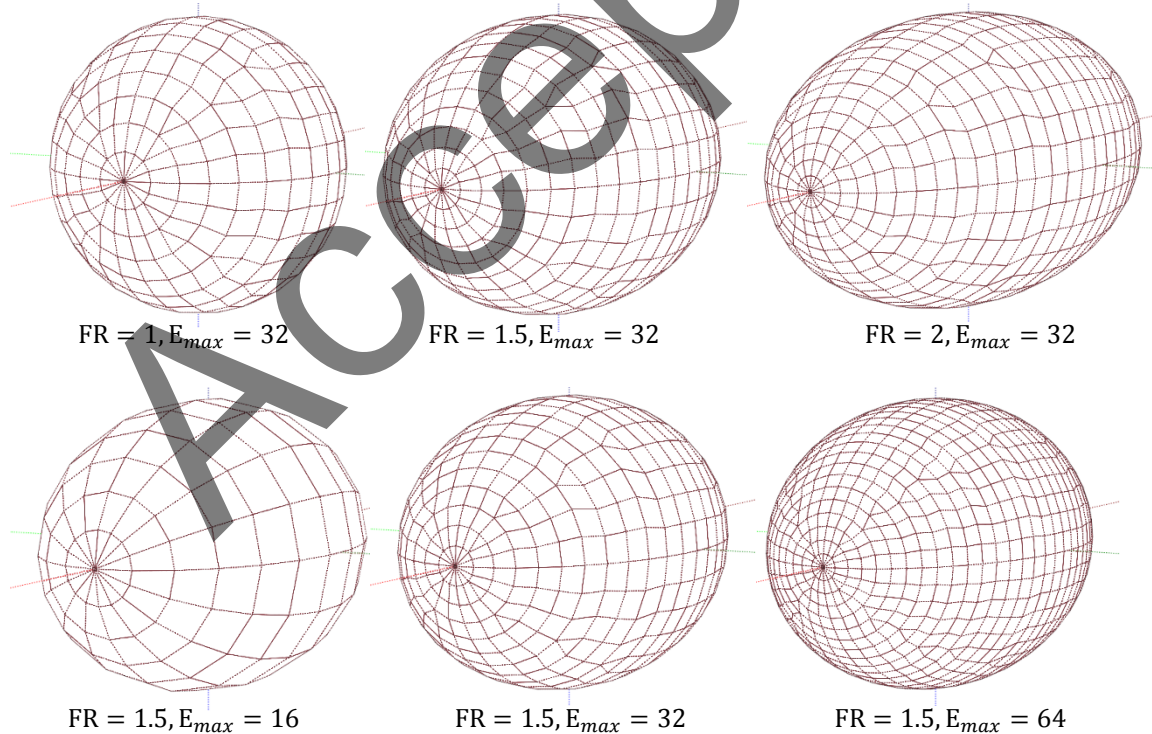 Accep
FR = 1, E_max = 32
FR = 1.5, E_max = 32
FR = 2, E_max = 32
FR = 1.5, E_max = 16
FR = 1.5, E_max = 32
FR = 1.5, E_max = 64